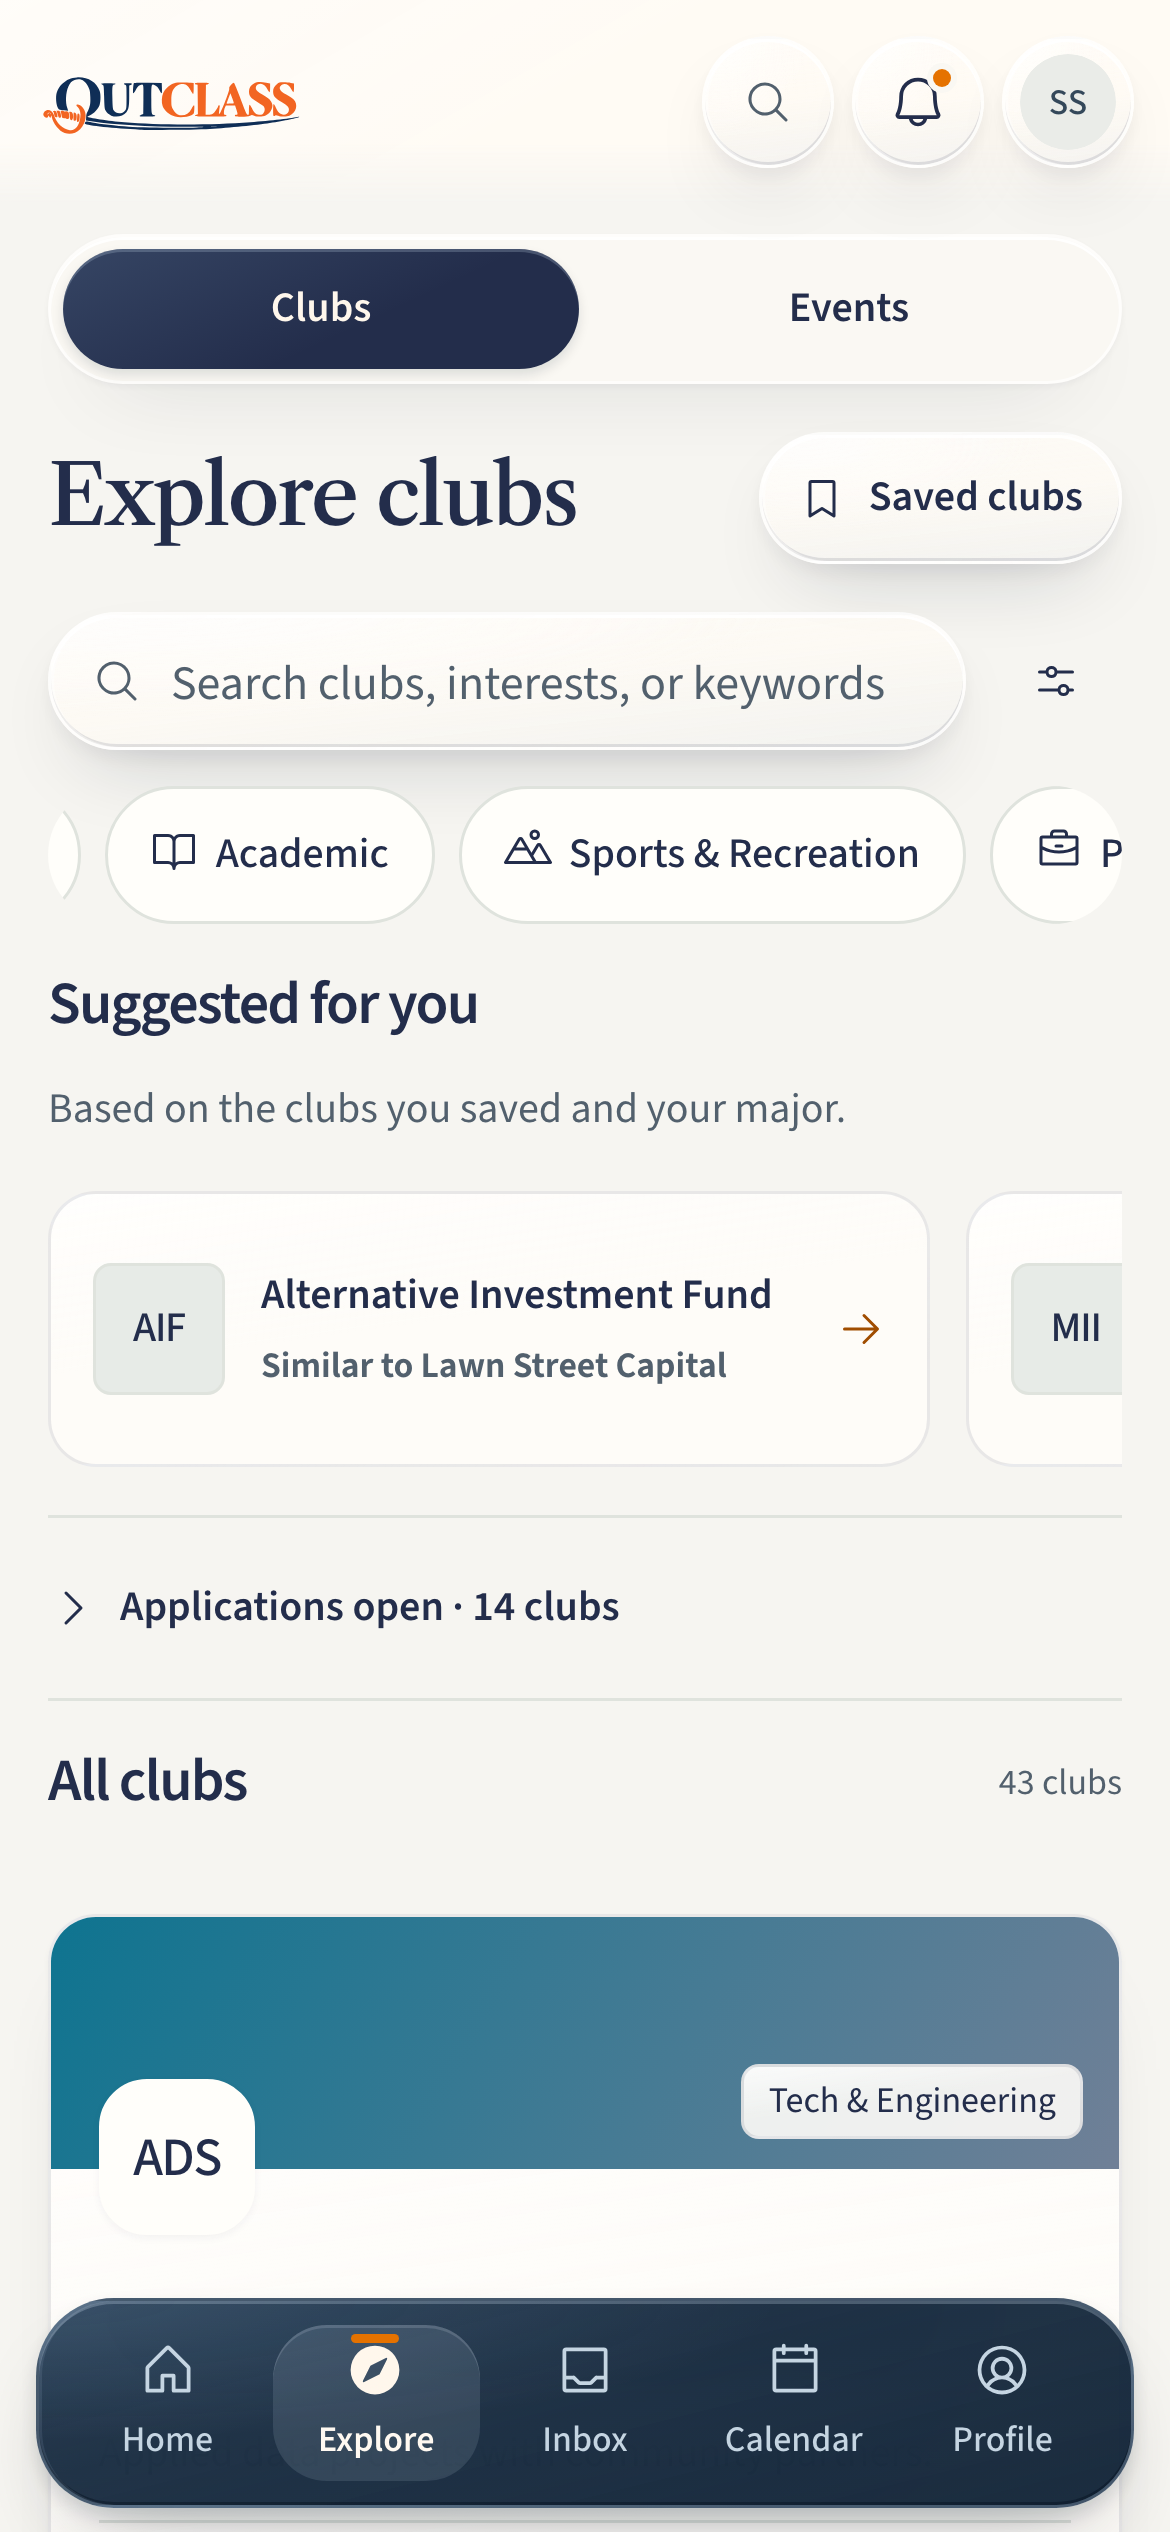 OUTCLASS
SS
Clubs
Events
Explore clubs
Saved clubs
Search clubs, interests, or keywords
Academic
Sports & Recreation
Suggested for you
Based on the clubs you saved and your major.
AIF
Alternative Investment Fund
Similar to Lawn Street Capital
MII
Applications open · 14 clubs
All clubs
43 clubs
Tech & Engineering
ADS
Home
Explore
Inbox
Calendar
Profile